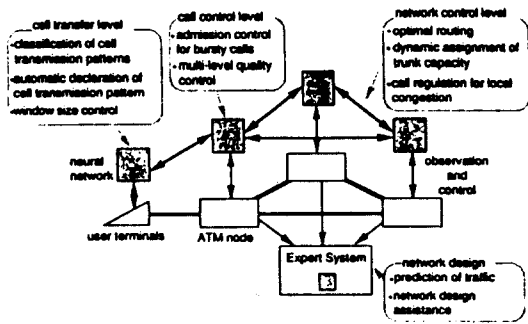 cell transfer level
•classification of cell
transmission patterns
•automatic declaration of
cell transmission pattern
•window size control
call control level
•admission control
for bursty calls
•multi-level quality
control
network control level
•optimal routing
•dynamic assignment of
trunk capacity
•call regulation for local
congestion
neural
network
observation
and
control
user terminals
ATM node
Expert System
network design
•prediction of traffic
•network design
assistance